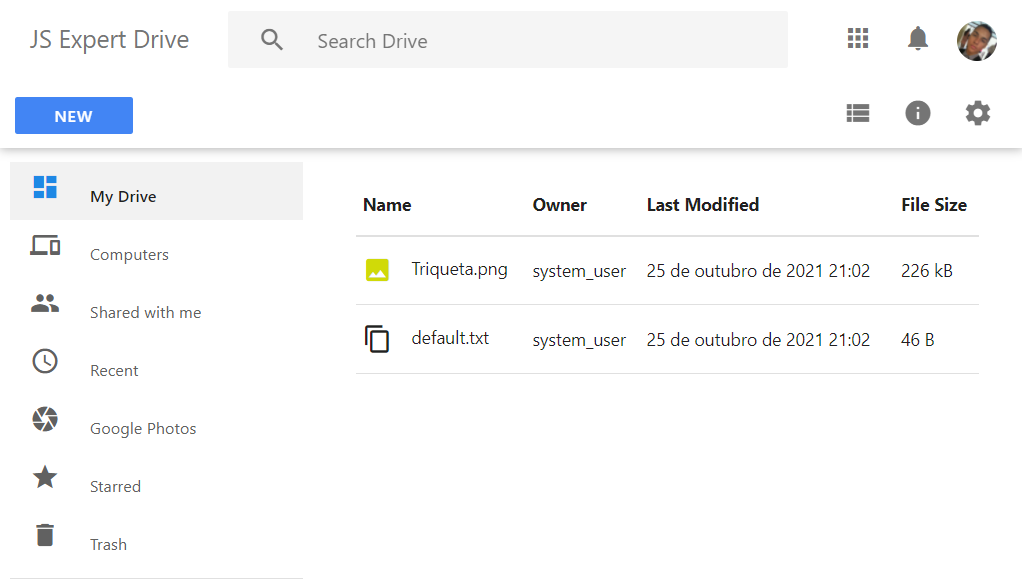 JS Expert Drive
Search Drive
NEW
My Drive
Computers
Shared with me
Recent
Google Photos
Starred
Trash
Name Owner Last Modified File Size
Triqueta.png system_user 25 de outubro de 2021 21:02 226 kB
default.txt system_user 25 de outubro de 2021 21:02 46 B